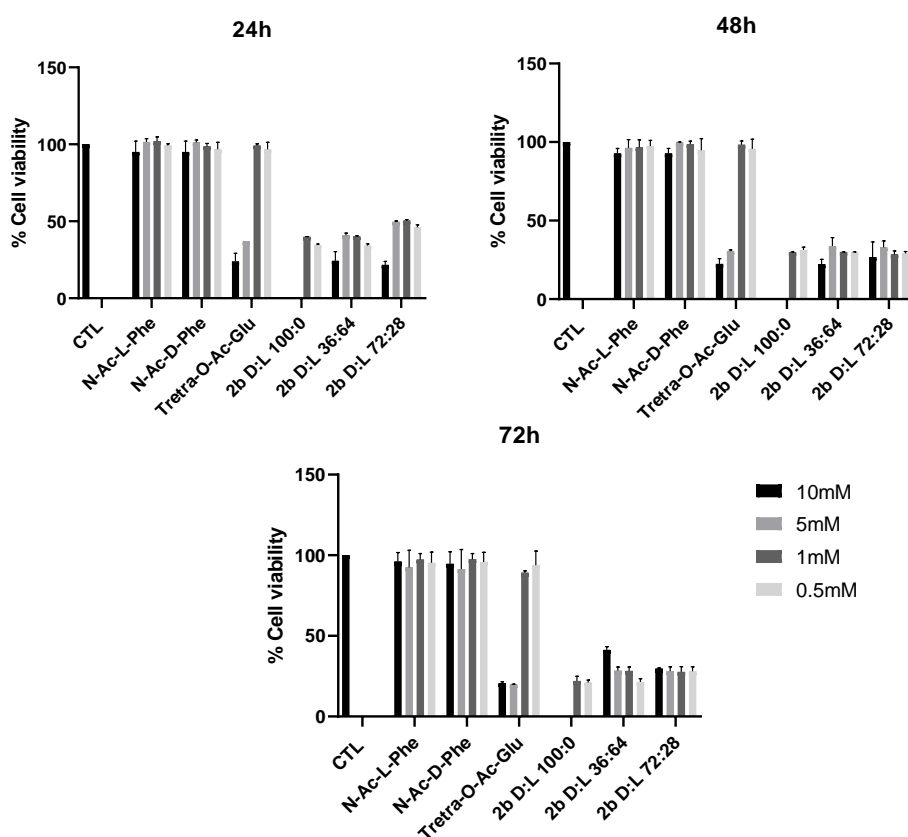 24h
% Cell viability
150
100
50
0
CTL
N-Ac-L-Phe
N-Ac-D-Phe
Tretra-O-Ac-Glu
2b D:L 100:0
2b D:L 36:64
2b D:L 72:28
48h
% Cell viability
150
100
50
0
CTL
N-Ac-L-Phe
N-Ac-D-Phe
Tretra-O-Ac-Glu
2b D:L 100:0
2b D:L 36:64
2b D:L 72:28
72h
% Cell viability
150
100
50
0
CTL
N-Ac-L-Phe
N-Ac-D-Phe
Tretra-O-Ac-Glu
2b D:L 100:0
2b D:L 36:64
2b D:L 72:28
10mM
5mM
1mM
0.5mM